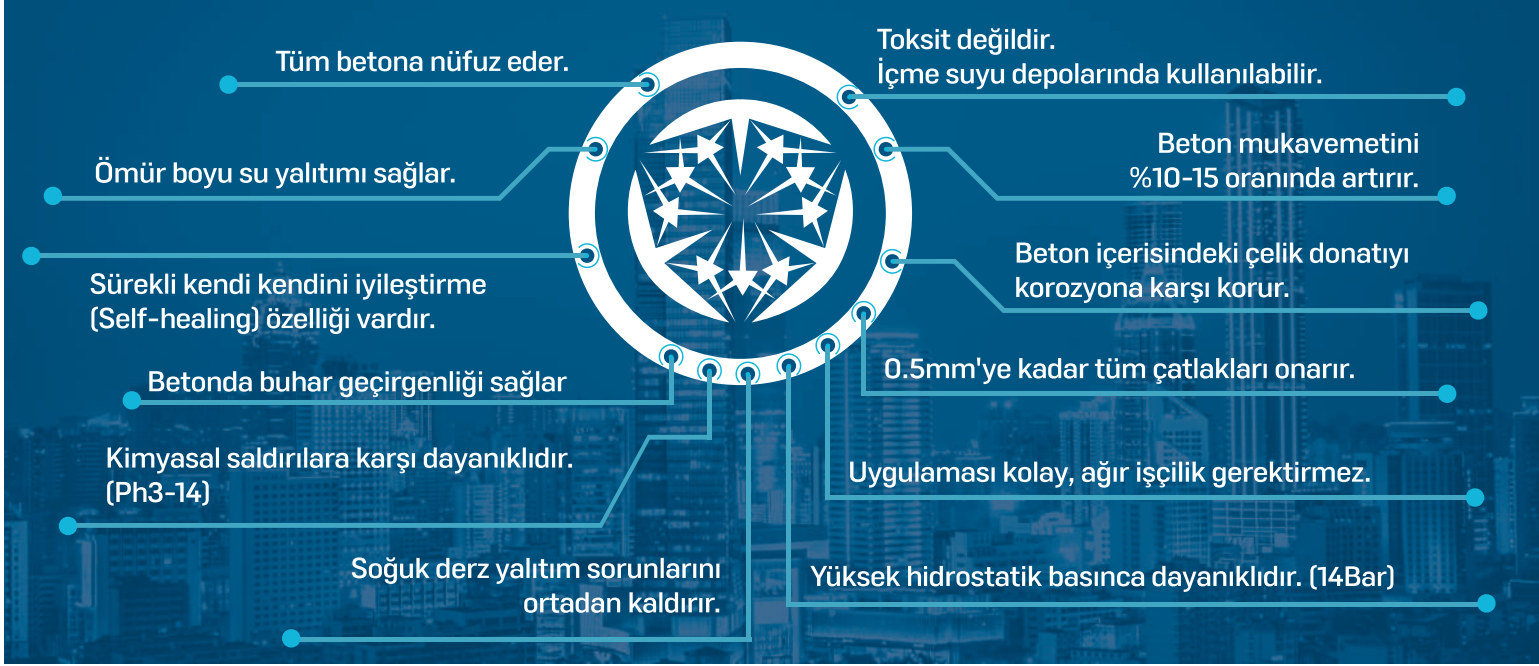 Tüm betona nüfuz eder.
Ömür boyu su yalıtımı sağlar.
Sürekli kendi kendini iyileştirme
(Self-healing) özelliği vardır.
Betonda buhar geçirgenliği sağlar
Kimyasal saldırılara karşı dayanıklıdır.
(Ph3-14)
Soğuk derz yalıtım sorunlarını
ortadan kaldırır.
Toksit değildir.
İçme suyu depolarında kullanılabilir.
Beton mukavemetini
%10-15 oranında artırır.
Beton içerisindeki çelik donatıyı
korozyona karşı korur.
0.5mm'ye kadar tüm çatlakları onarır.
Uygulaması kolay, ağır işçilik gerektirmez.
Yüksek hidrostatik basınca dayanıklıdır. (14Bar)